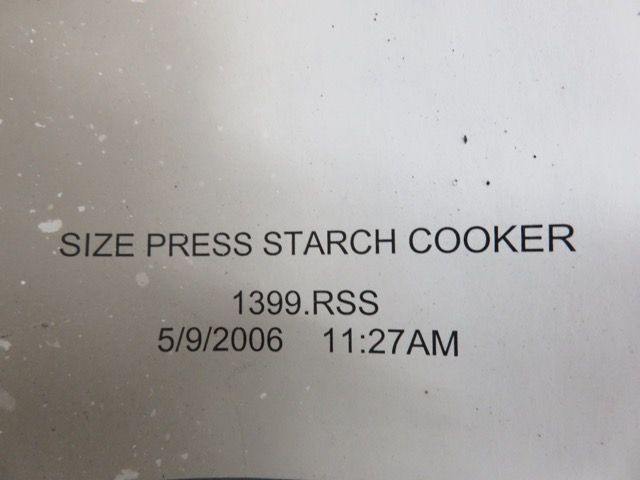 SIZE PRESS STARCH COOKER
1399.RSS
5/9/2006 11:27AM